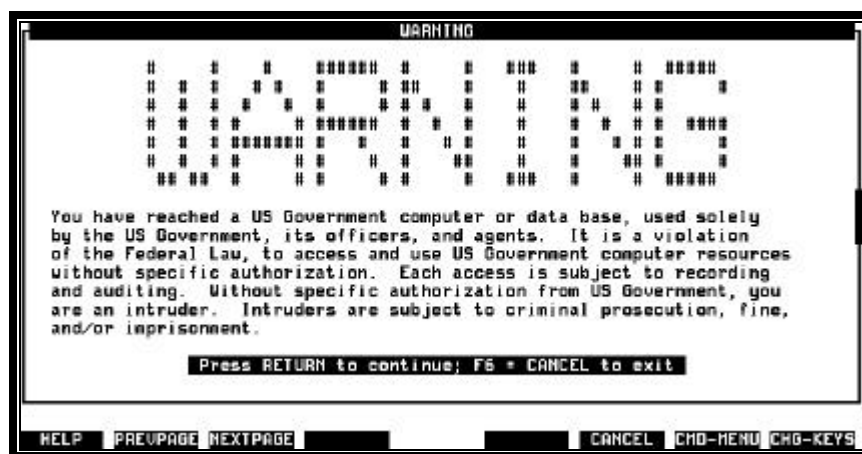 WARNING
WARNING
You have reached a US Government computer or data base, used solely
by the US Government, its officers, and agents. It is a violation
of the Federal Law, to access and use US Government computer resources
without specific authorization. Each access is subject to recording
and auditing. Without specific authorization from US Government, you
are an intruder. Intruders are subject to criminal prosecution, fine,
and/or imprisonment.
Press RETURN to continue; F6 = CANCEL to exit
HELP PREVPAGE NEXTPAGE CANCEL CMD-MENU CHG-KEYS